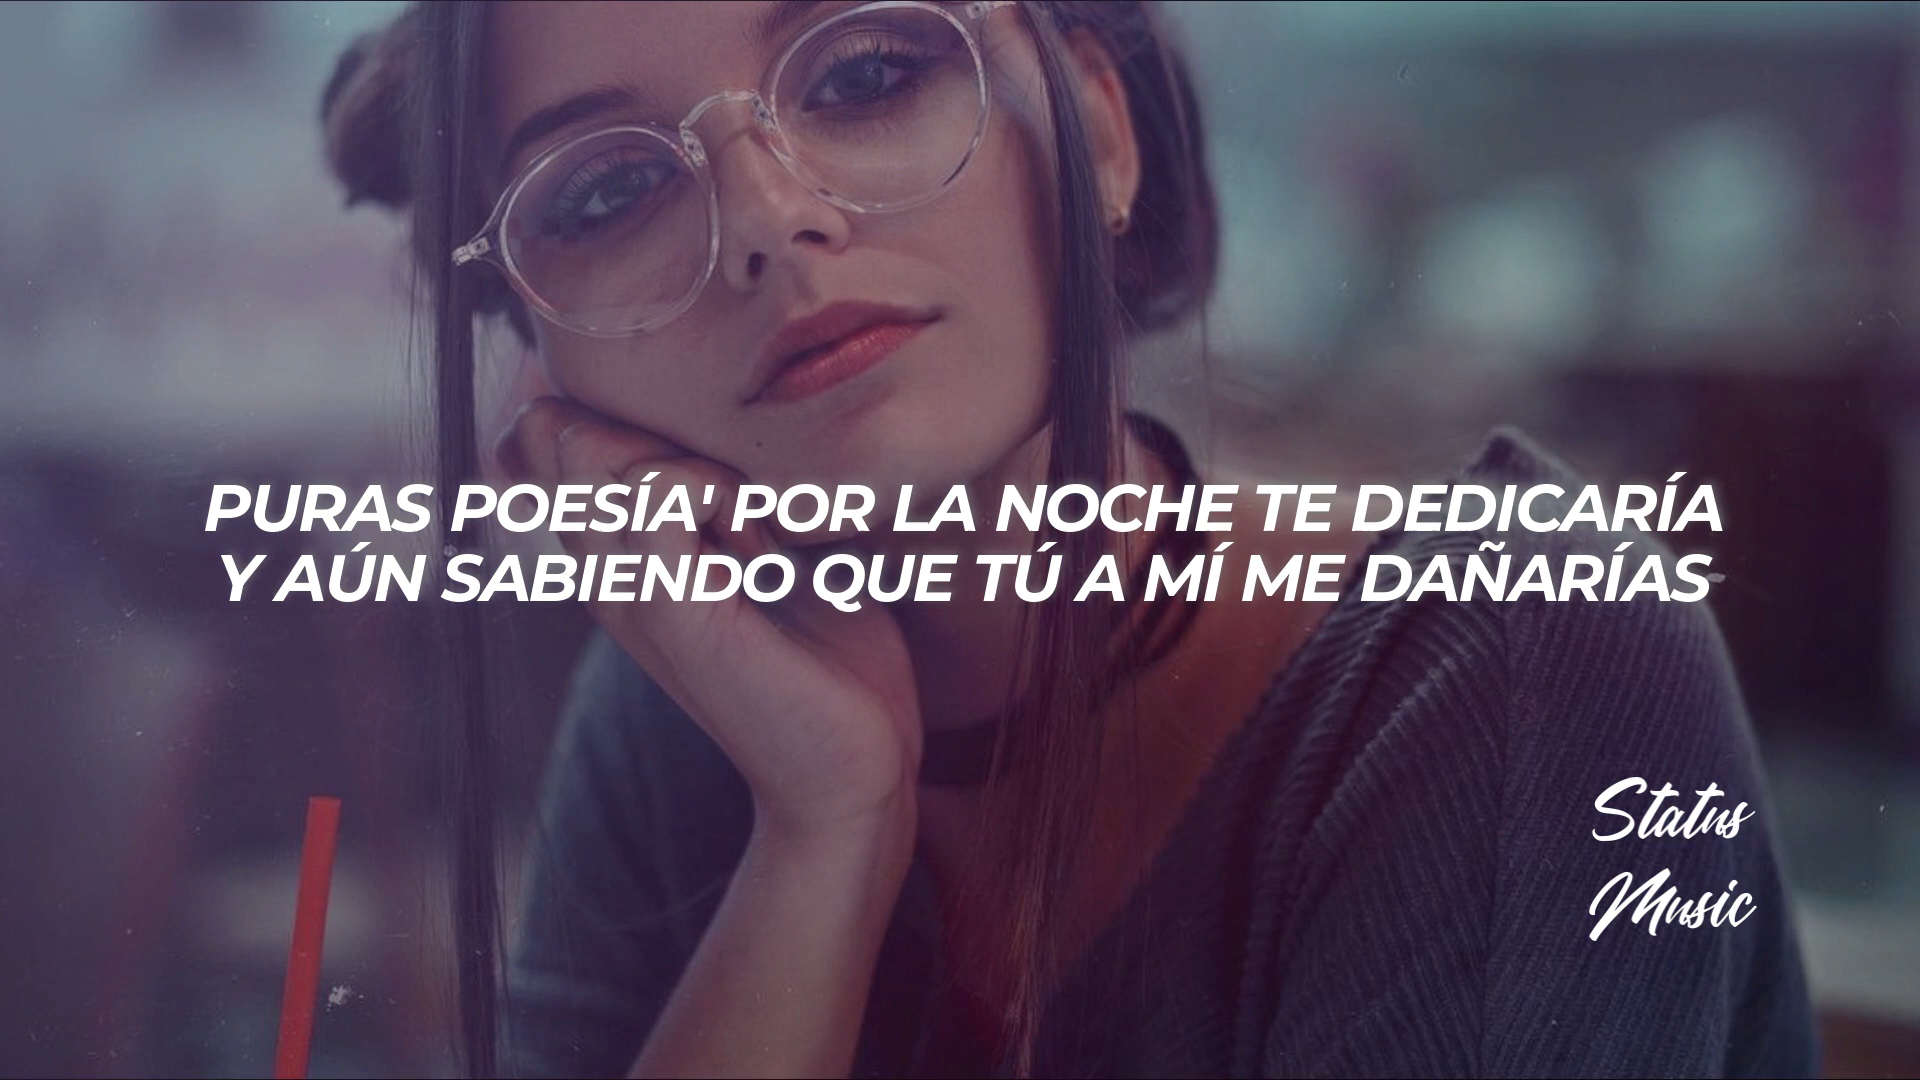 PURAS POESÍA' POR LA NOCHE TE DEDICARÍA
Y AÚN SABIENDO QUE TÚ A MÍ ME DAÑARÍAS
Status
Music